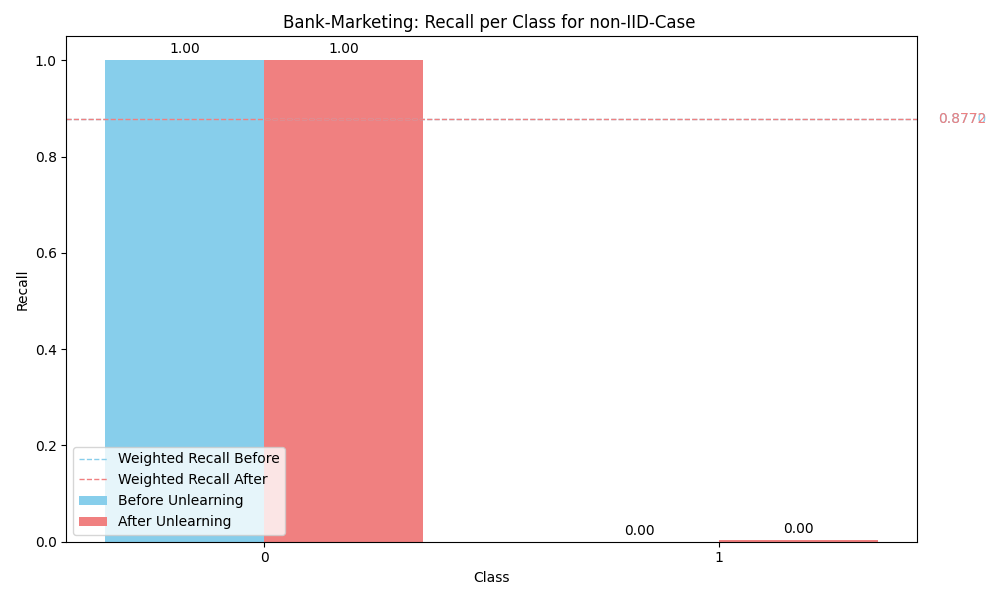 Bank-Marketing: Recall per Class for non-IID-Case
1.00
1.00
1.0
0.8
0.6
0.4
0.2
0.0
Recall
Weighted Recall Before
Weighted Recall After
Before Unlearning
After Unlearning
0.00
0.00
0
1
Class